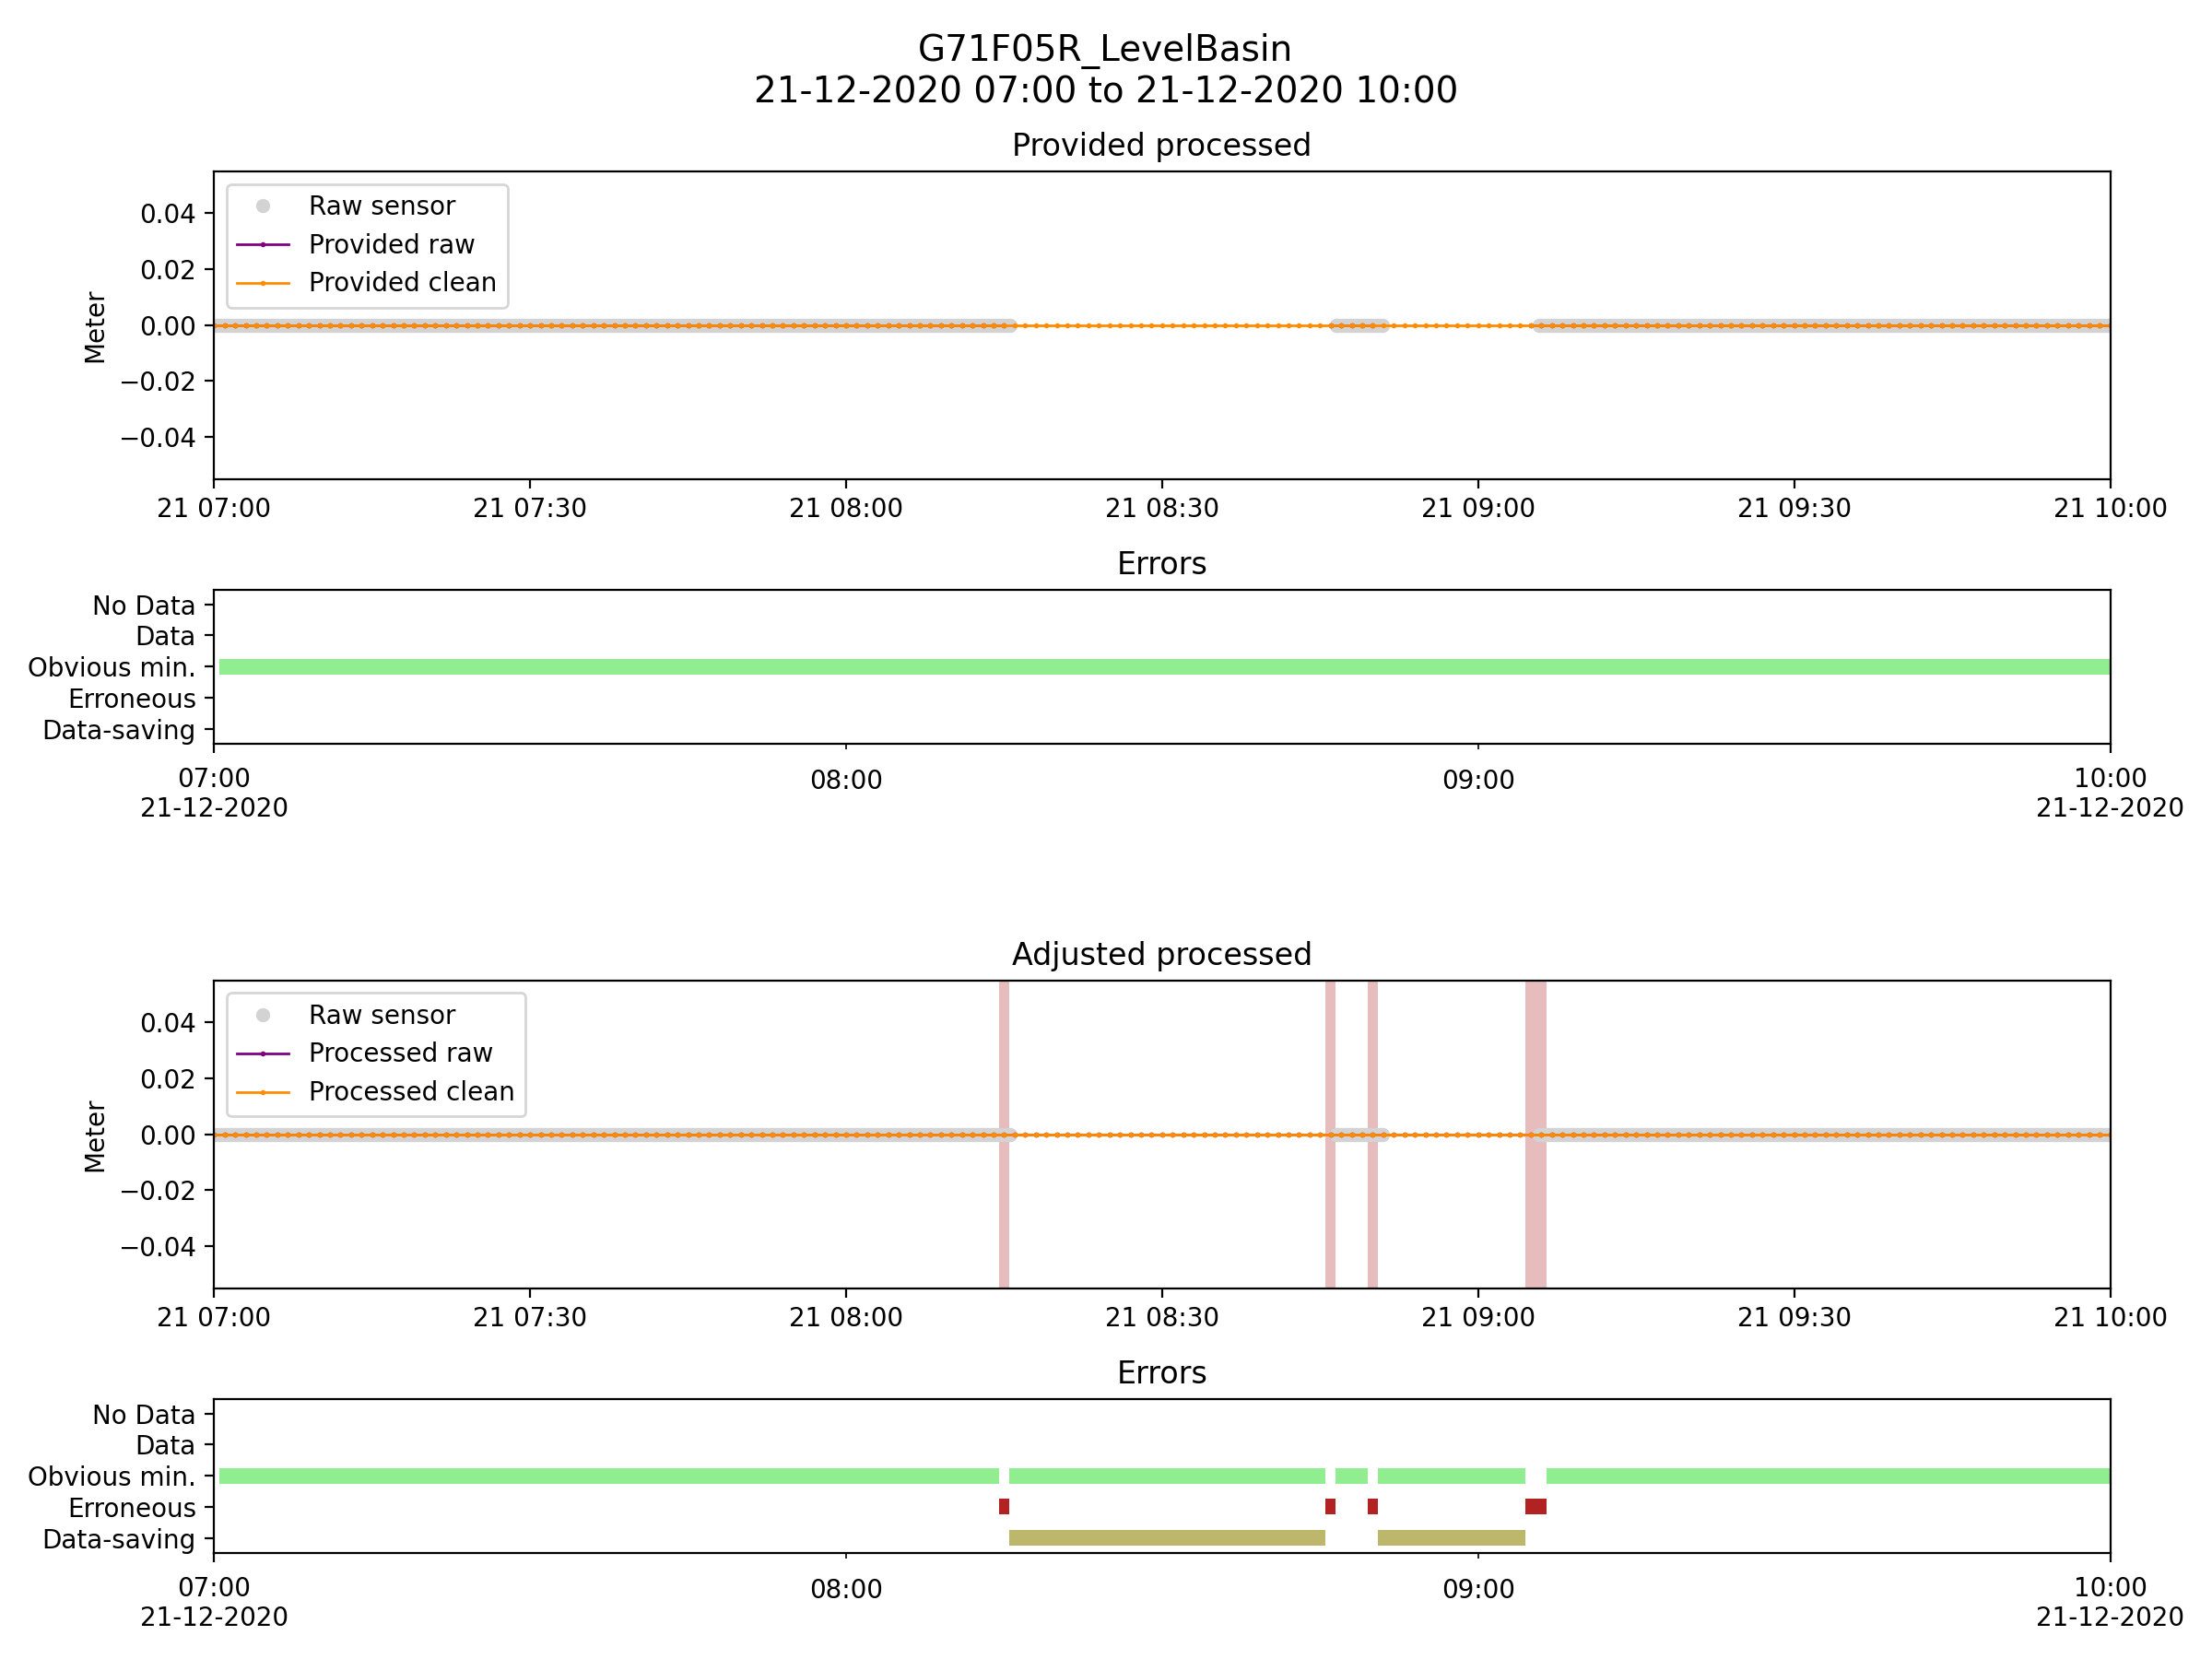 G71F05R_LevelBasin
21-12-2020 07:00 to 21-12-2020 10:00
Provided processed
Meter
0.04
0.02
0.00
−0.02
−0.04
Raw sensor
Provided raw
Provided clean
21 07:00 21 07:30 21 08:00 21 08:30 21 09:00 21 09:30 21 10:00
Errors
No Data
Data
Obvious min.
Erroneous
Data-saving
07:00 08:00 09:00 10:00
21-12-2020 21-12-2020
Adjusted processed
Meter
0.04
0.02
0.00
−0.02
−0.04
Raw sensor
Processed raw
Processed clean
21 07:00 21 07:30 21 08:00 21 08:30 21 09:00 21 09:30 21 10:00
Errors
No Data
Data
Obvious min.
Erroneous
Data-saving
07:00 08:00 09:00 10:00
21-12-2020 21-12-2020